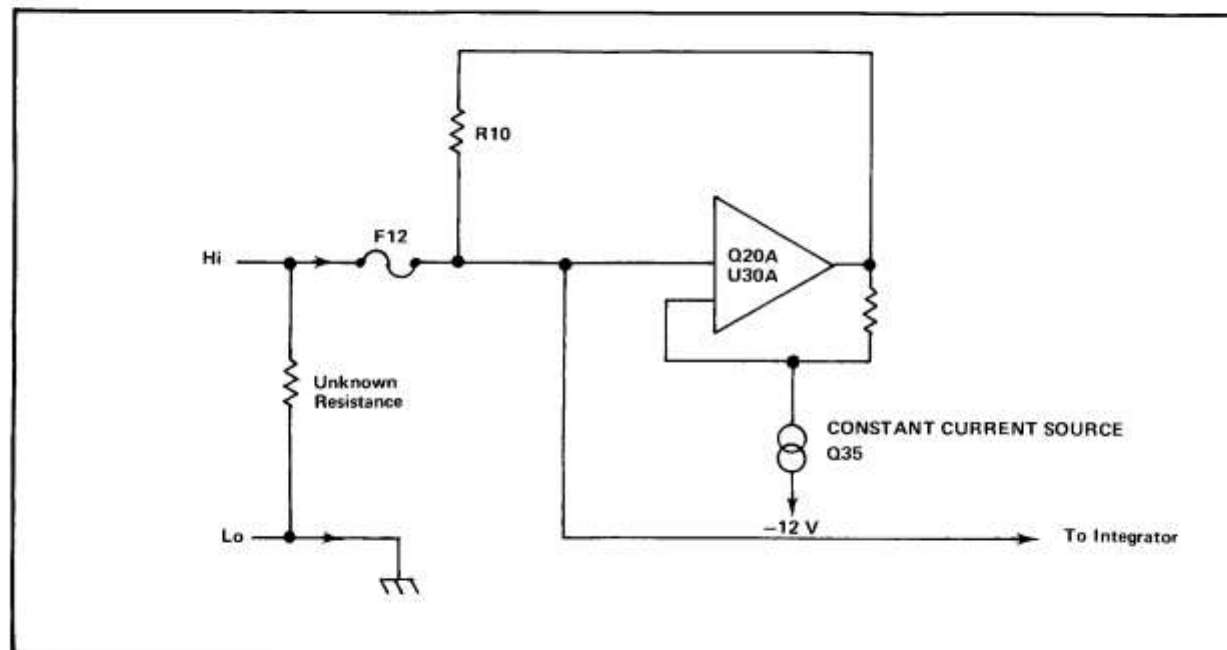 R10
F12
Hi
Q20A
U30A
Unknown
Resistance
CONSTANT CURRENT SOURCE
Q35
−12 V
Lo
To Integrator